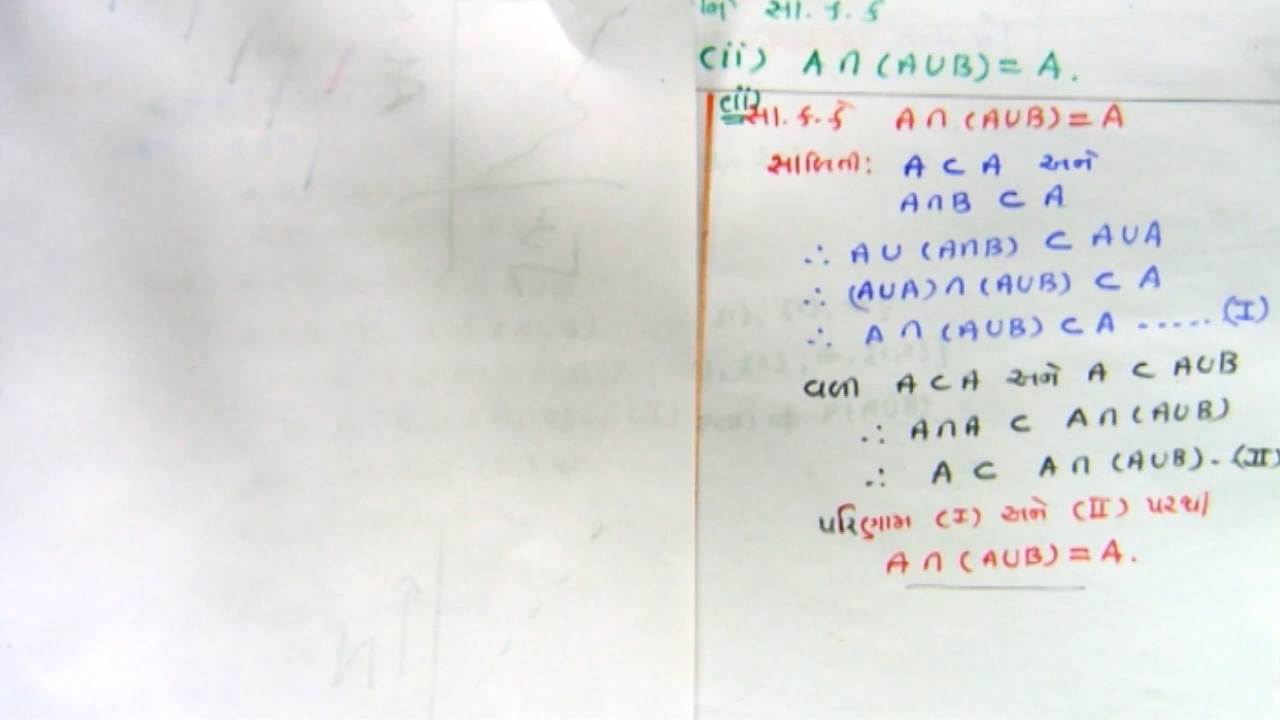 સા. ક. કે
(ii) A ∩ (A∪B) = A.
(ii)
સા. ક. કે A ∩ (A∪B) = A
સાબિતી: A ⊂ A અને
A∩B ⊂ A
∴ A ∪ (A∩B) ⊂ A∪A
∴ (A∪A) ∩ (A∪B) ⊂ A
∴ A ∩ (A∪B) ⊂ A ..... (I)
વળી A ⊂ A અને A ⊂ A∪B
∴ A∩A ⊂ A ∩ (A∪B)
∴ A ⊂ A ∩ (A∪B). (II)
પરિણામ (I) અને (II) પરથી
A ∩ (A∪B) = A.